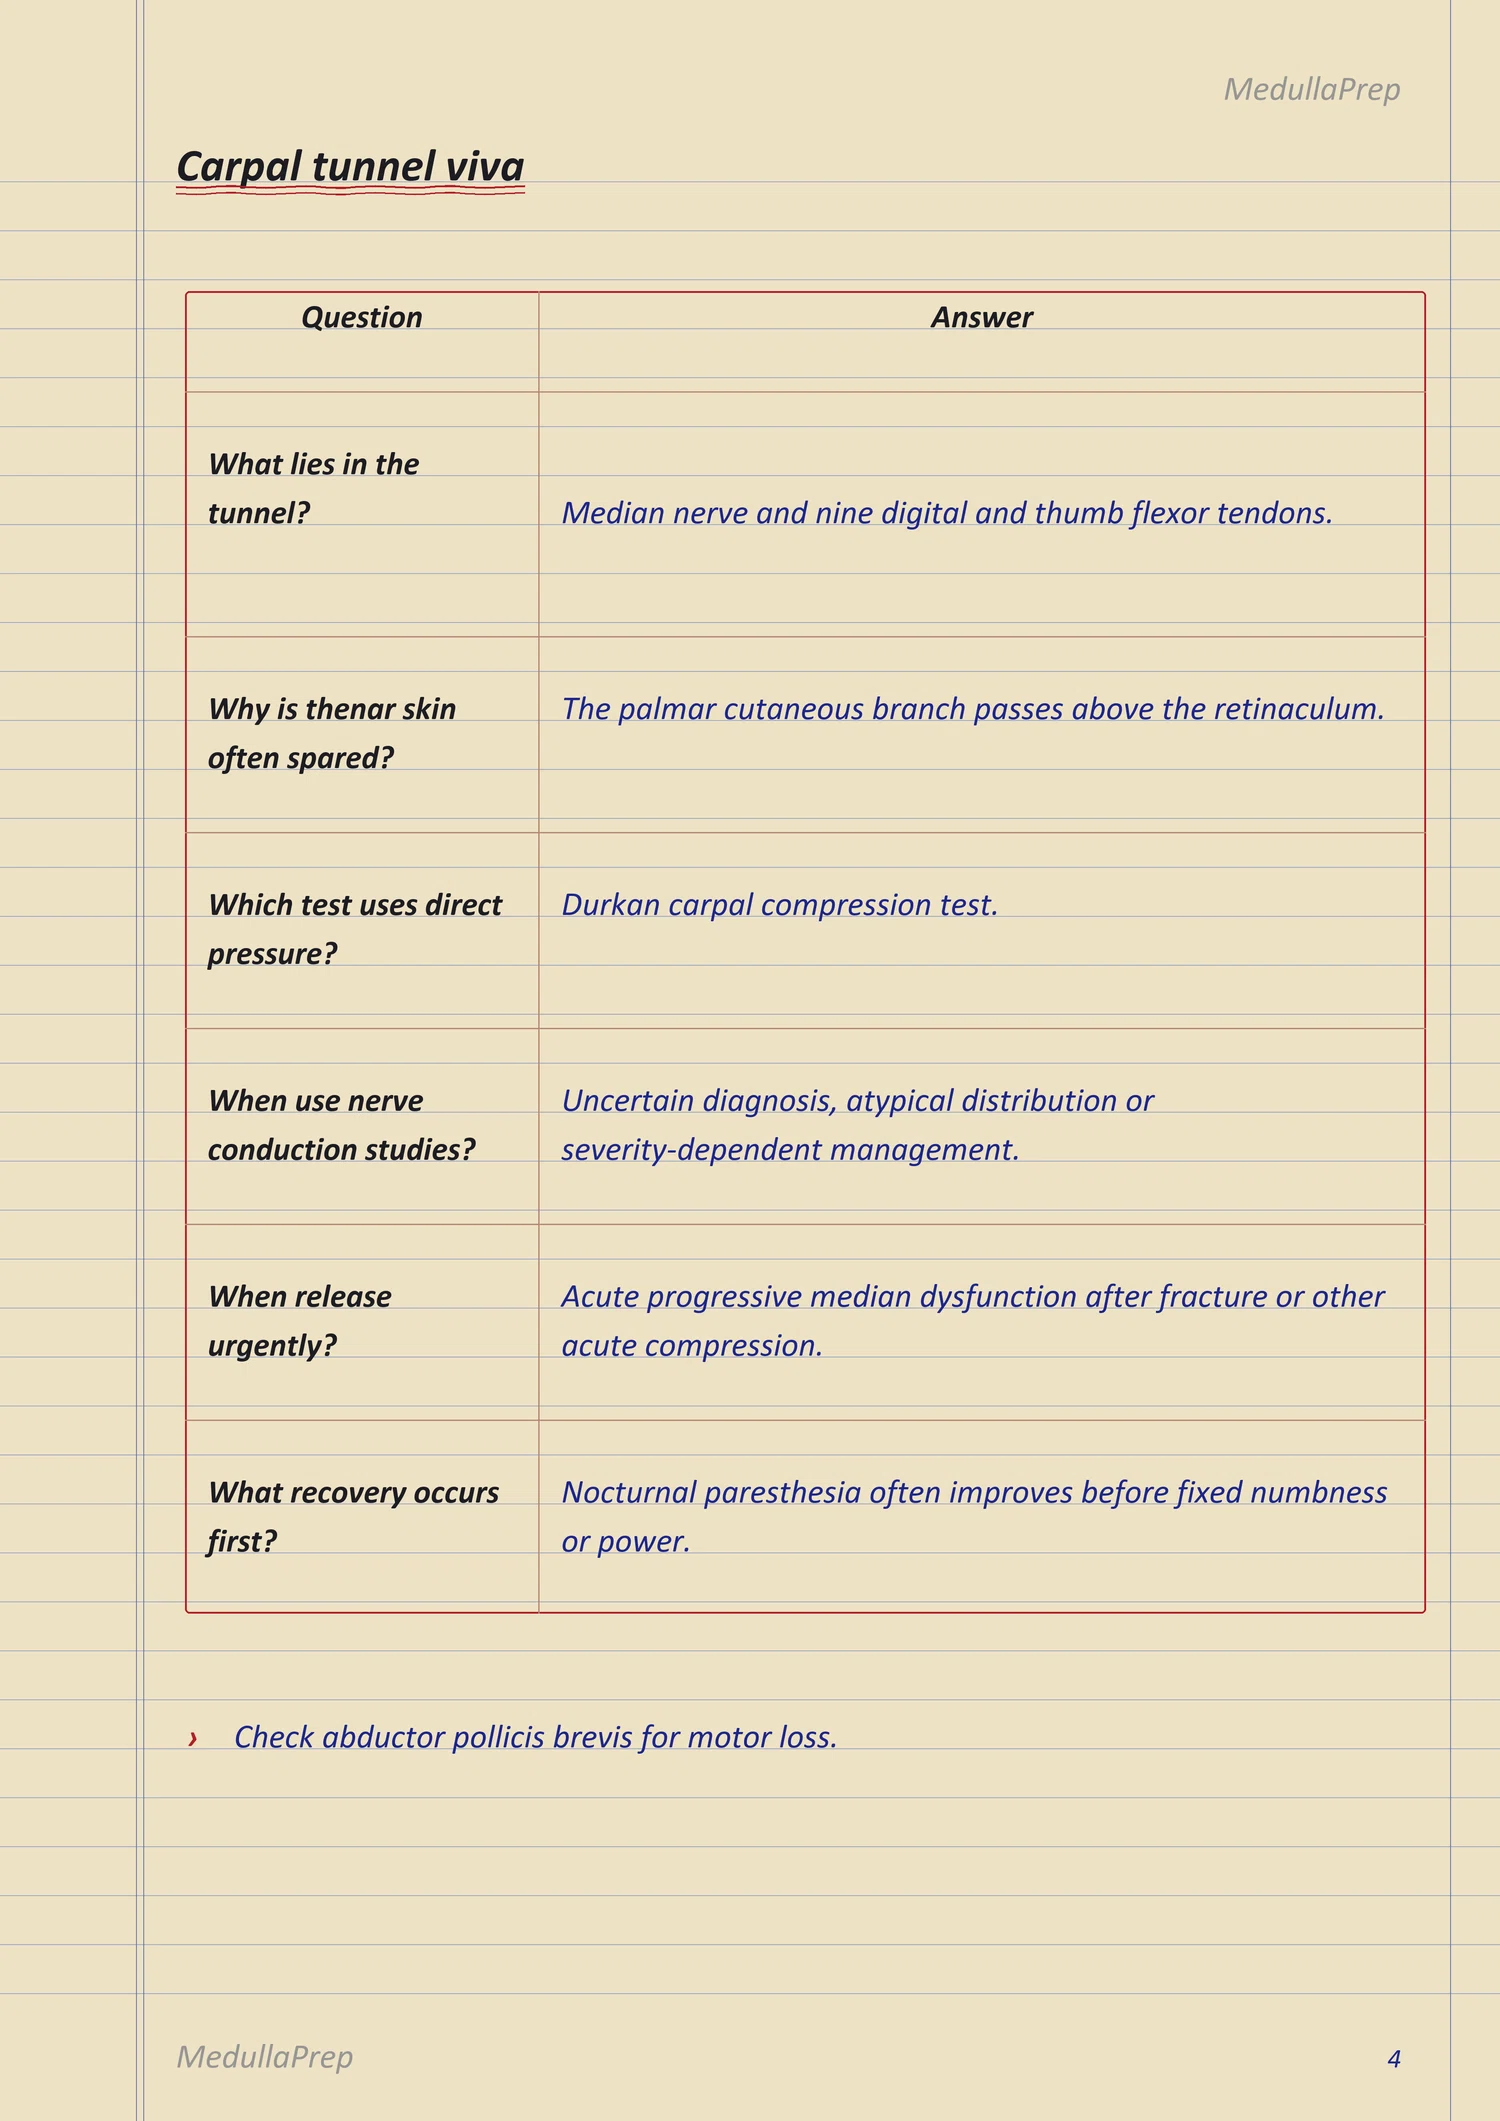 MedullaPrep
Carpal tunnel viva
Question
Answer
What lies in the
tunnel?
Median nerve and nine digital and thumb flexor tendons.
Why is thenar skin
often spared?
The palmar cutaneous branch passes above the retinaculum.
Which test uses direct
pressure?
Durkan carpal compression test.
When use nerve
conduction studies?
Uncertain diagnosis, atypical distribution or
severity-dependent management.
When release
urgently?
Acute progressive median dysfunction after fracture or other
acute compression.
What recovery occurs
first?
Nocturnal paresthesia often improves before fixed numbness
or power.
› Check abductor pollicis brevis for motor loss.
MedullaPrep
4